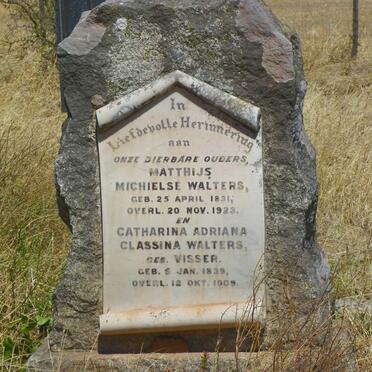 In
Liefdevolle Herinnering
aan
ONZE DIERBARE OUDERS,
MATTHIJS
MICHIELSE WALTERS,
GEB. 25 APRIL 1831,
OVERL. 20 NOV. 1923.
EN
CATHARINA ADRIANA
CLASSINA WALTERS,
GEB. VISSER.
GEB. 5 JAN. 1839,
OVERL. 12 OKT. 1909.